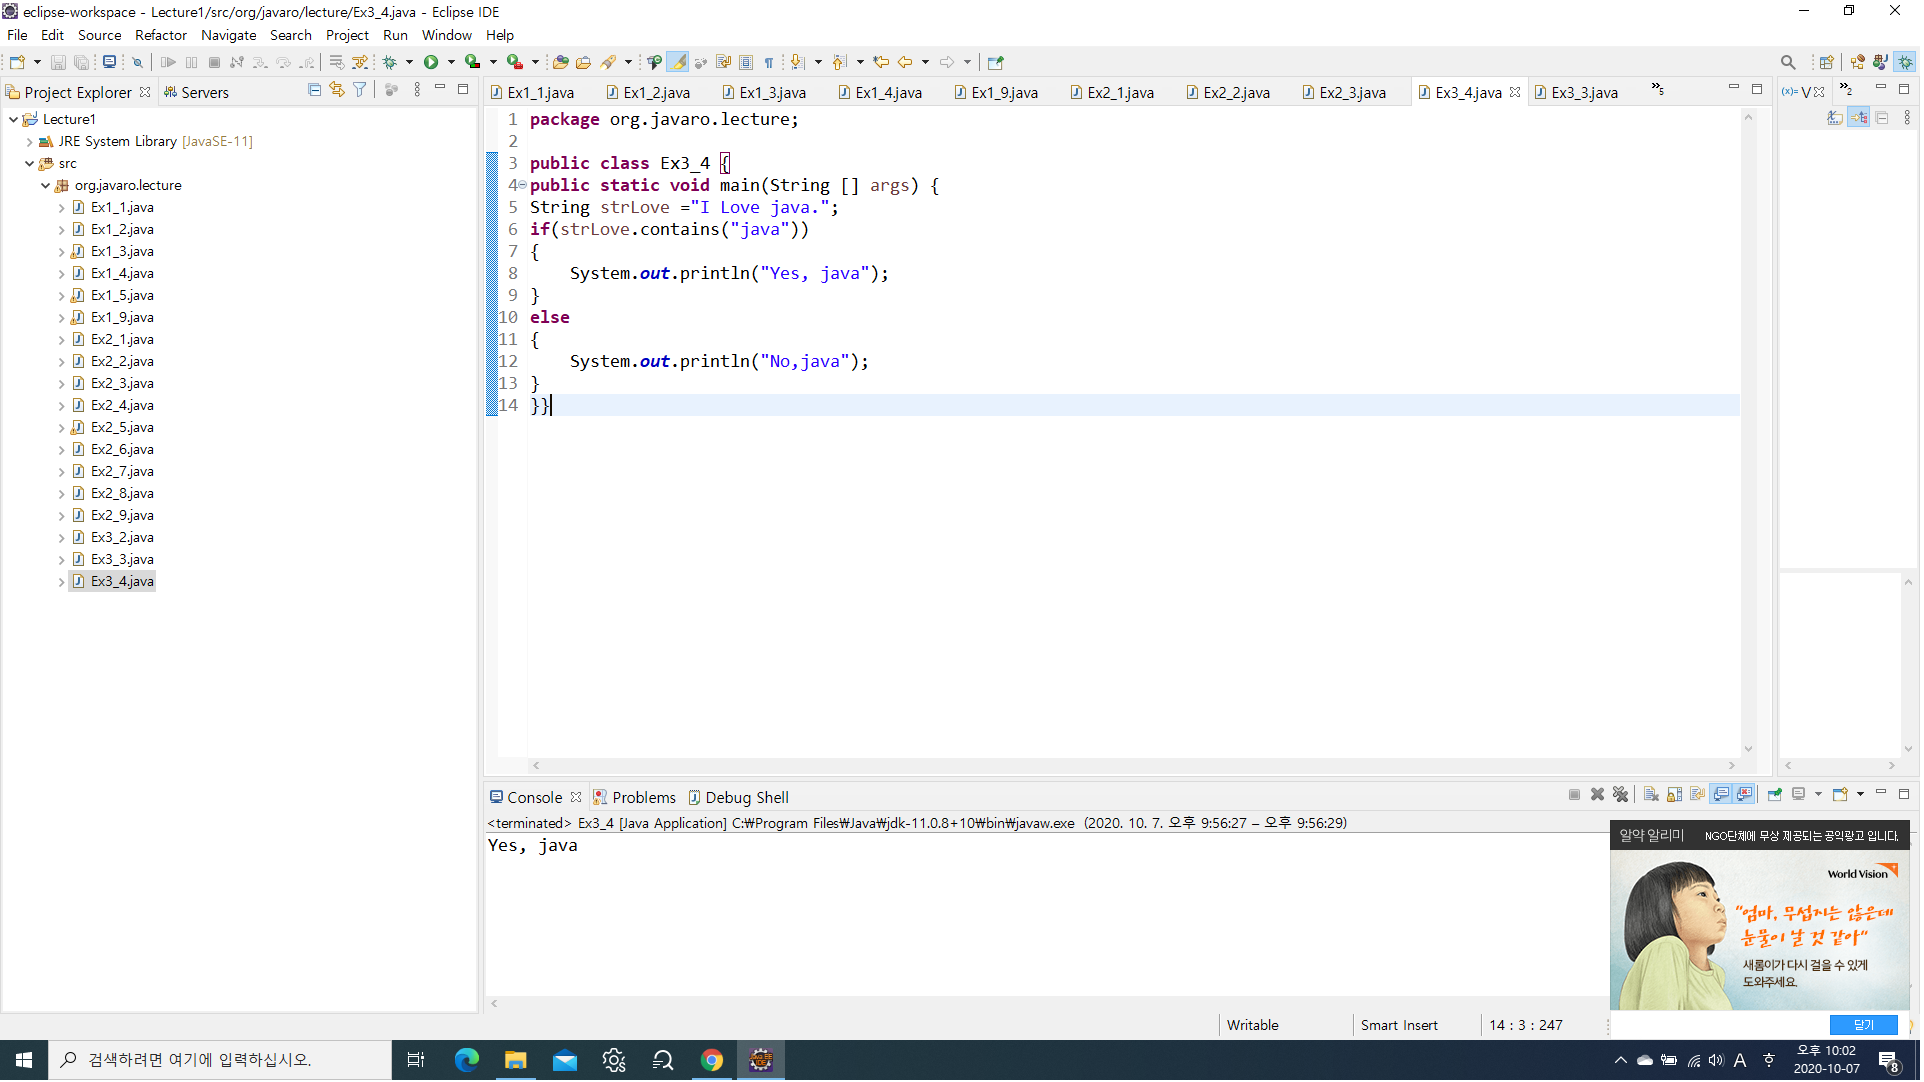 eclipse-workspace - Lecture1/src/org/javaro/lecture/Ex3_4.java - Eclipse IDE
File Edit Source Refactor Navigate Search Project Run Window Help
Project Explorer Servers
Lecture1
JRE System Library [JavaSE-11]
src
org.javaro.lecture
Ex1_1.java
Ex1_2.java
Ex1_3.java
Ex1_4.java
Ex1_5.java
Ex1_9.java
Ex2_1.java
Ex2_2.java
Ex2_3.java
Ex2_4.java
Ex2_5.java
Ex2_6.java
Ex2_7.java
Ex2_8.java
Ex2_9.java
Ex3_2.java
Ex3_3.java
Ex3_4.java
Ex1_1.java Ex1_2.java Ex1_3.java Ex1_4.java Ex1_9.java Ex2_1.java Ex2_2.java Ex2_3.java Ex3_4.java Ex3_3.java »5
(x)= V »2
1 package org.javaro.lecture;
2
3 public class Ex3_4 {
4 public static void main(String [] args) {
5 String strLove ="I Love java.";
6 if(strLove.contains("java"))
7 {
8 System.out.println("Yes, java");
9 }
10 else
11 {
12 System.out.println("No,java");
13 }
14 }}
Console Problems Debug Shell
<terminated> Ex3_4 [Java Application] C:₩Program Files₩Java₩jdk-11.0.8+10₩bin₩javaw.exe (2020. 10. 7. 오후 9:56:27 – 오후 9:56:29)
Yes, java
알약 알리미 NGO단체에 무상 제공되는 공익광고 입니다.
World Vision
"엄마, 무섭지는 않은데
눈물이 날 것 같아"
새롬이가 다시 걸을 수 있게
도와주세요.
닫기
Writable Smart Insert 14 : 3 : 247
검색하려면 여기에 입력하십시오.
A 오후 10:02
2020-10-07
8